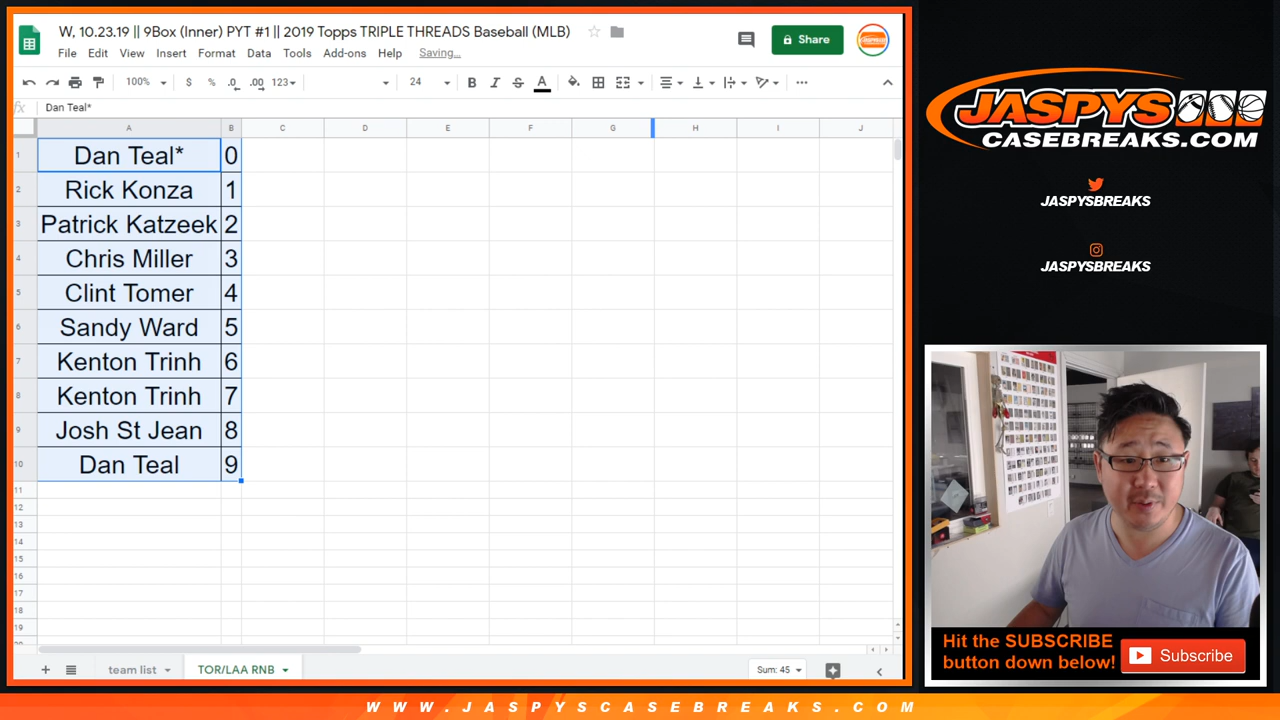 W, 10.23.19 || 9Box (Inner) PYT #1 || 2019 Topps TRIPLE THREADS Baseball (MLB)
File Edit View Insert Format Data Tools Add-ons Help Saving...
Share
100% $ % .0 .00 123 24 B I S A
fx Dan Teal*
A B C D E F G H I J
1 Dan Teal* 0
2 Rick Konza 1
3 Patrick Katzeek 2
4 Chris Miller 3
5 Clint Tomer 4
6 Sandy Ward 5
7 Kenton Trinh 6
8 Kenton Trinh 7
9 Josh St Jean 8
10 Dan Teal 9
11
12
13
14
15
16
17
18
19
team list TOR/LAA RNB Sum: 45
JASPYS
CASEBREAKS.COM
JASPYSBREAKS
JASPYSBREAKS
Hit the SUBSCRIBE
button down below!
Subscribe
WWW.JASPYSCASEBREAKS.COM